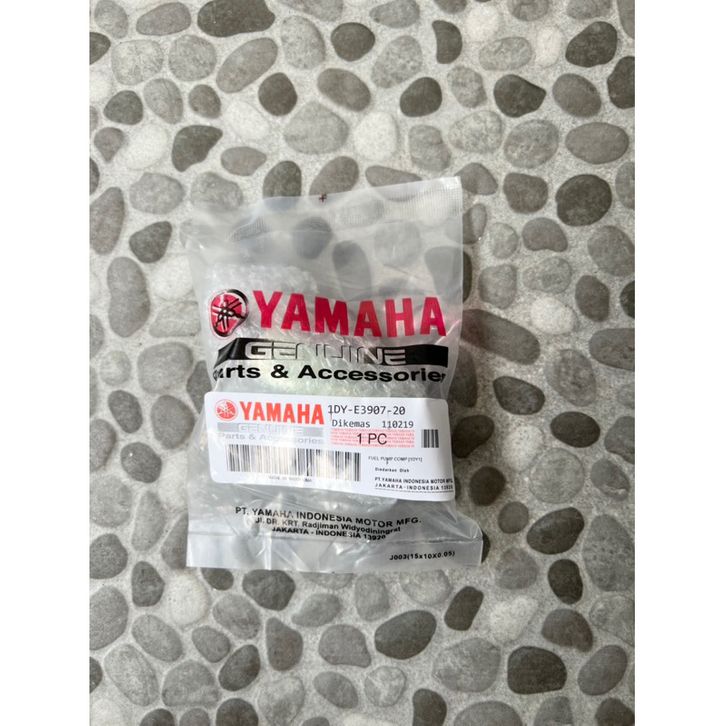 YAMAHA
GENUINE
Parts & Accessories
YAMAHA
GENUINE
Parts & Accessories
1DY-E3907-20
Dikemas 110219
1 PC
FUEL PUMP COMP [1DY1]
Diedarkan Oleh
PT. YAMAHA INDONESIA MOTOR MFG.
JAKARTA-INDONESIA 13920
PT. YAMAHA INDONESIA MOTOR MFG.
JL. DR. KRT. Radjiman Widyodiningrat
JAKARTA - INDONESIA 13920
J003(15x10X0.05)